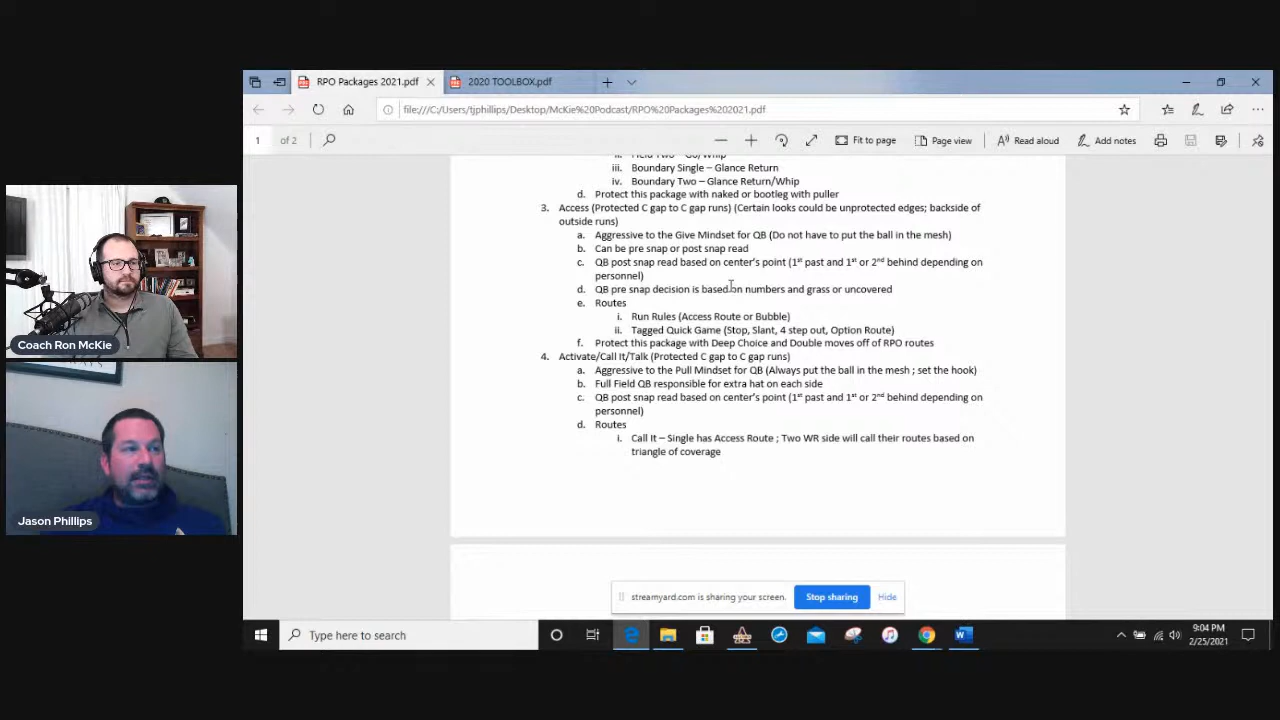 RPO Packages 2021.pdf
2020 TOOLBOX.pdf
file:///C:/Users/tjphillips/Desktop/McKie%20Podcast/RPO%20Packages%202021.pdf
1 of 2
Fit to page
Page view
Read aloud
Add notes
ii. Field Two – Go/Whip
iii. Boundary Single – Glance Return
iv. Boundary Two – Glance Return/Whip
d. Protect this package with naked or bootleg with puller
3. Access (Protected C gap to C gap runs) (Certain looks could be unprotected edges; backside of
outside runs)
a. Aggressive to the Give Mindset for QB (Do not have to put the ball in the mesh)
b. Can be pre snap or post snap read
c. QB post snap read based on center's point (1st past and 1st or 2nd behind depending on
personnel)
d. QB pre snap decision is based on numbers and grass or uncovered
e. Routes
i. Run Rules (Access Route or Bubble)
ii. Tagged Quick Game (Stop, Slant, 4 step out, Option Route)
f. Protect this package with Deep Choice and Double moves off of RPO routes
4. Activate/Call It/Talk (Protected C gap to C gap runs)
a. Aggressive to the Pull Mindset for QB (Always put the ball in the mesh ; set the hook)
b. Full Field QB responsible for extra hat on each side
c. QB post snap read based on center's point (1st past and 1st or 2nd behind depending on
personnel)
d. Routes
i. Call It – Single has Access Route ; Two WR side will call their routes based on
triangle of coverage
Coach Ron McKie
Jason Phillips
streamyard.com is sharing your screen.
Stop sharing
Hide
Type here to search
9:04 PM
2/25/2021